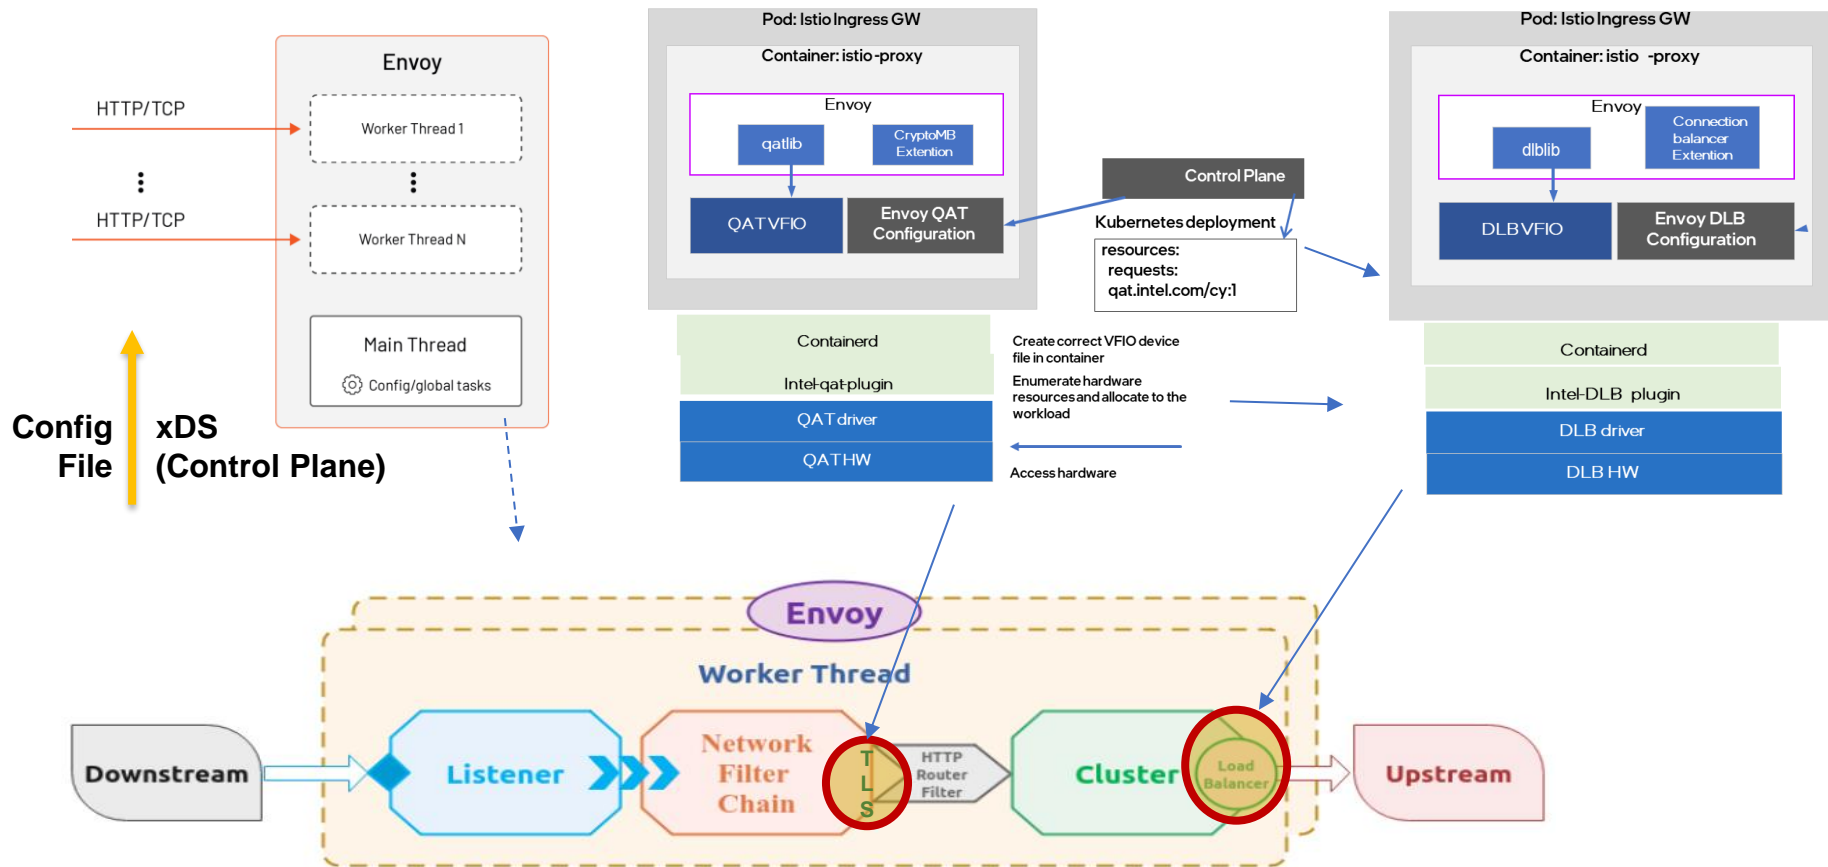 Envoy
HTTP/TCP
Worker Thread 1
HTTP/TCP
Worker Thread N
Main Thread
Config/global tasks
Config
File
xDS
(Control Plane)
Pod: Istio Ingress GW
Container: istio-proxy
Envoy
qatlib
CryptoMB
Extention
QAT VFIO
Envoy QAT
Configuration
Containerd
Intel-qat-plugin
QAT driver
QAT HW
Control Plane
Kubernetes deployment
resources:
requests:
qat.intel.com/cy:1
Create correct VFIO device
file in container
Enumerate hardware
resources and allocate to the
workload
Access hardware
Pod: Istio Ingress GW
Container: istio -proxy
Envoy
dlblib
Connection
balancer
Extention
DLB VFIO
Envoy DLB
Configuration
Containerd
Intel-DLB plugin
DLB driver
DLB HW
Envoy
Worker Thread
Downstream
Listener
Network
Filter
Chain
T
L
S
HTTP
Router
Filter
Cluster
Load
Balancer
Upstream